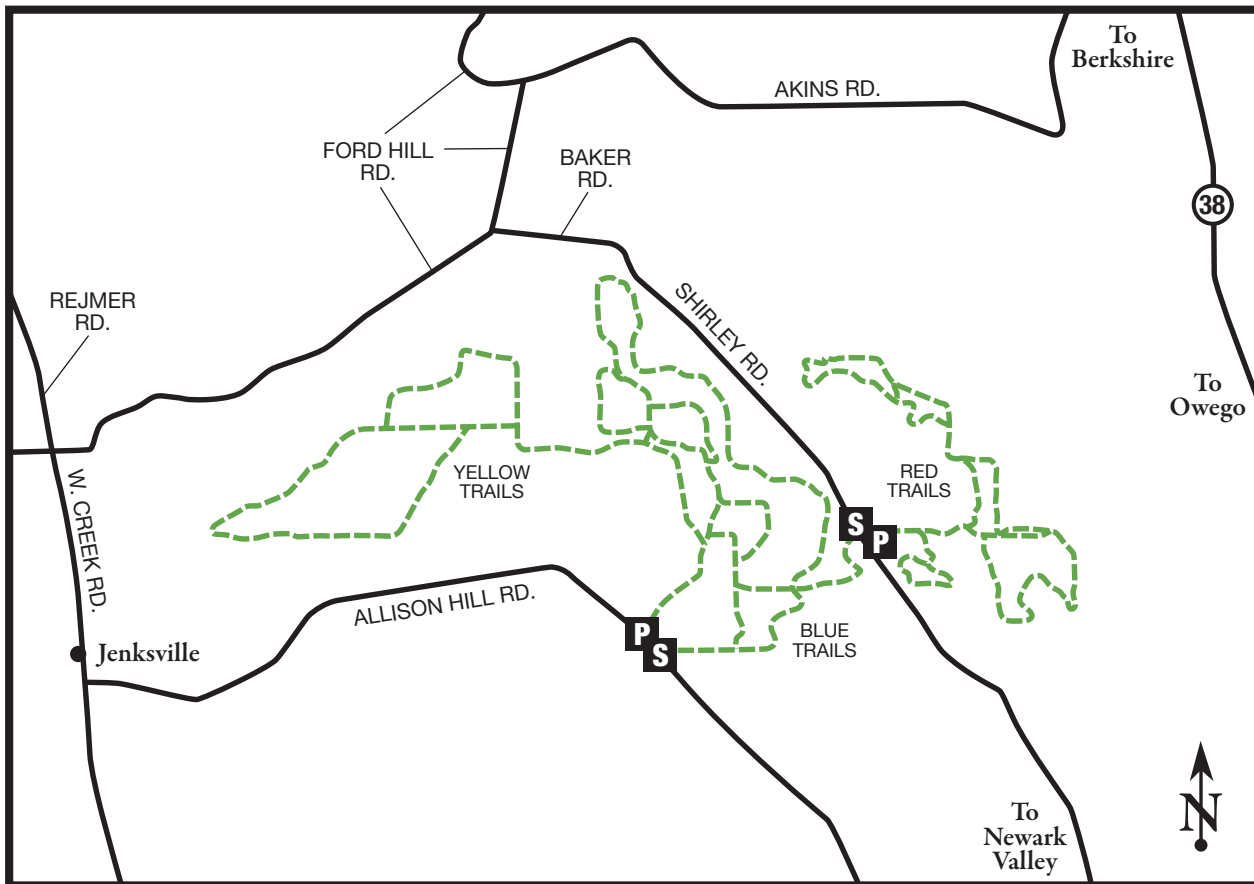 To
Berkshire
AKINS RD.
FORD HILL
RD.
BAKER
RD.
38
REJMER
RD.
SHIRLEY RD.
To
Owego
YELLOW
TRAILS
RED
TRAILS
W. CREEK RD.
S
P
ALLISON HILL RD.
P
S
BLUE
TRAILS
Jenksville
To
Newark
Valley
N